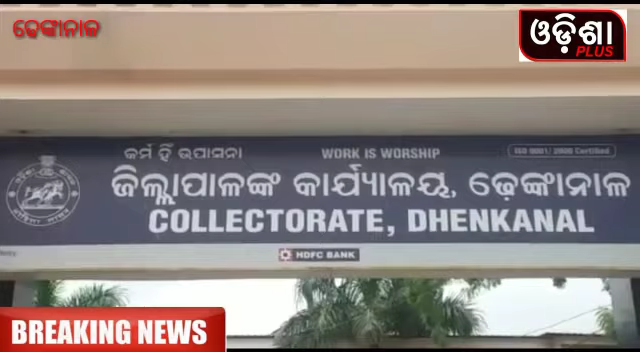 ଢେଙ୍କାନାଳ
ଓଡ଼ିଶା
PLUS
କର୍ମ ହିଁ ଉପାସନା
WORK IS WORSHIP
ISO 9001 : 2008 Certified
ଜିଲ୍ଲାପାଳଙ୍କ କାର୍ଯ୍ୟାଳୟ, ଢ଼େଙ୍କାନାଳ
COLLECTORATE, DHENKANAL
HDFC BANK
BREAKING NEWS